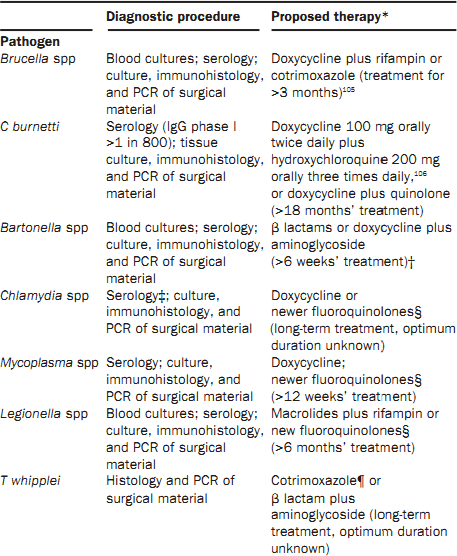 Diagnostic procedure Proposed therapy*
Pathogen
Brucella spp Blood cultures; serology; Doxycycline plus rifampin or
culture, immunohistology, cotrimoxazole (treatment for
and PCR of surgical >3 months)¹⁰⁵
material
C burnetti Serology (IgG phase I Doxycycline 100 mg orally
>1 in 800); tissue twice daily plus
culture, immunohistology, hydroxychloroquine 200 mg
and PCR of surgical orally three times daily,¹⁰⁶
material or doxycycline plus quinolone
(>18 months' treatment)
Bartonella spp Blood cultures; serology; β lactams or doxycycline plus
culture, immunohistology, aminoglycoside
and PCR of surgical (>6 weeks' treatment)†
material
Chlamydia spp Serology‡; culture, Doxycycline or
immunohistology, and newer fluoroquinolones§
PCR of surgical material (long-term treatment, optimum
duration unknown)
Mycoplasma spp Serology; culture, Doxycycline;
immunohistology, and newer fluoroquinolones§
PCR of surgical material (>12 weeks' treatment)
Legionella spp Blood cultures; serology; Macrolides plus rifampin or
culture, immunohistology, new fluoroquinolones§
and PCR of surgical (>6 months' treatment)
material
T whipplei Histology and PCR of Cotrimoxazole¶ or
surgical material β lactam plus
aminoglycoside (long-term
treatment, optimum duration
unknown)